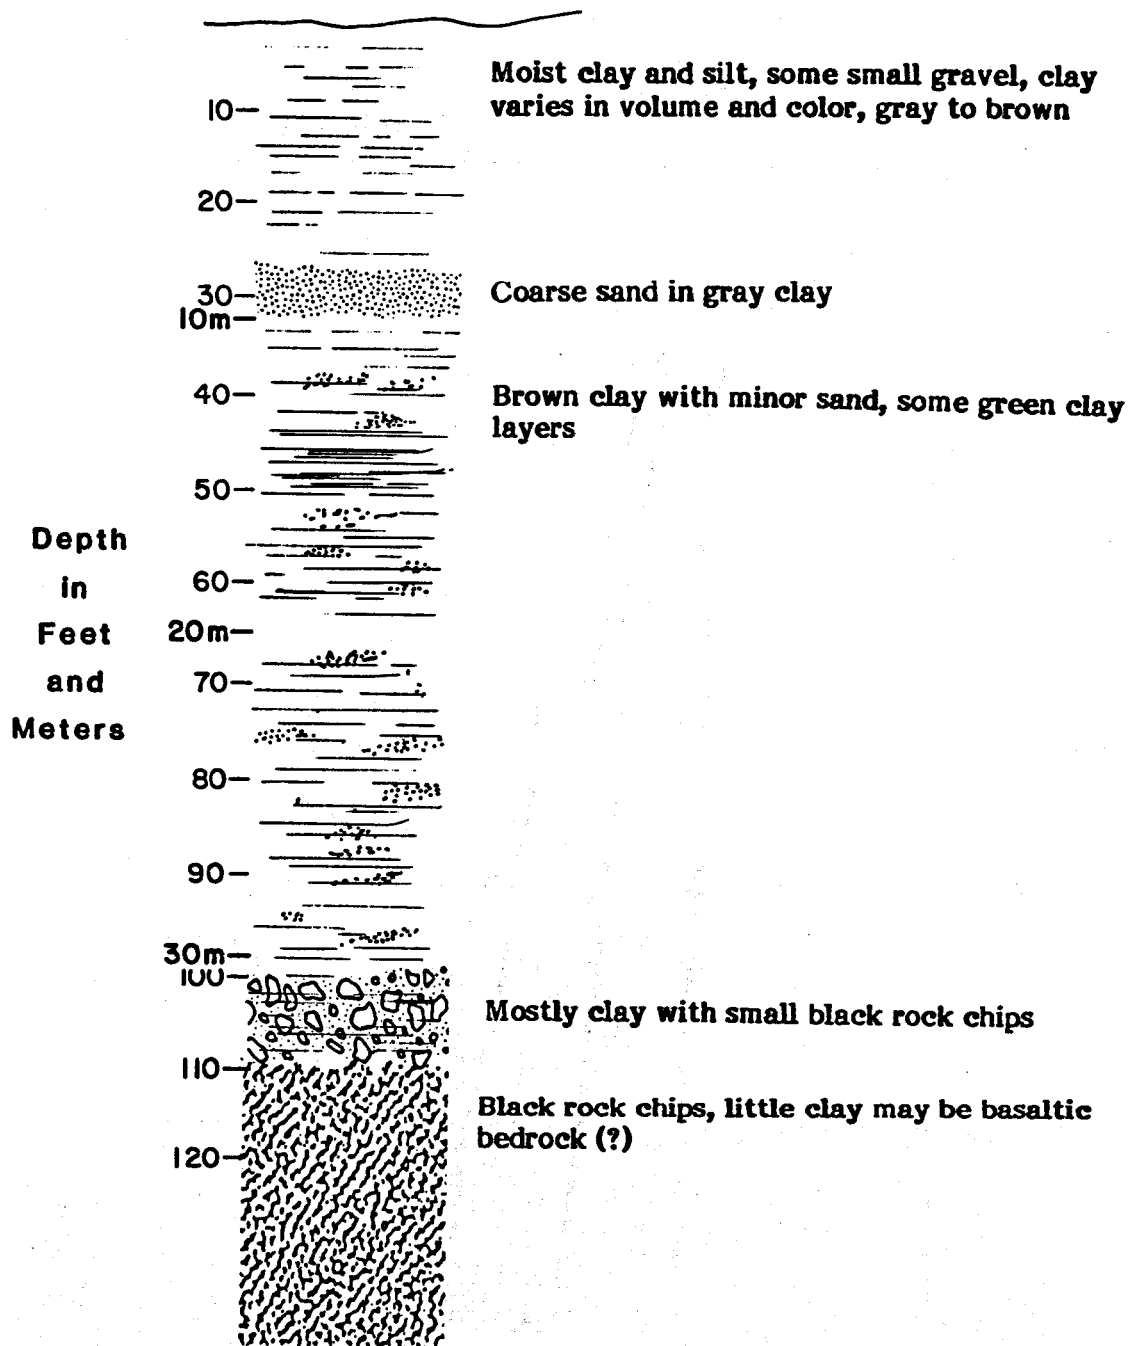 Moist clay and silt, some small gravel, clay
varies in volume and color, gray to brown
10
20
Coarse sand in gray clay
30
10m
40
Brown clay with minor sand, some green clay
layers
50
Depth
in
Feet
and
Meters
60
20m
70
80
90
30m
100
Mostly clay with small black rock chips
110
Black rock chips, little clay may be basaltic
bedrock (?)
120